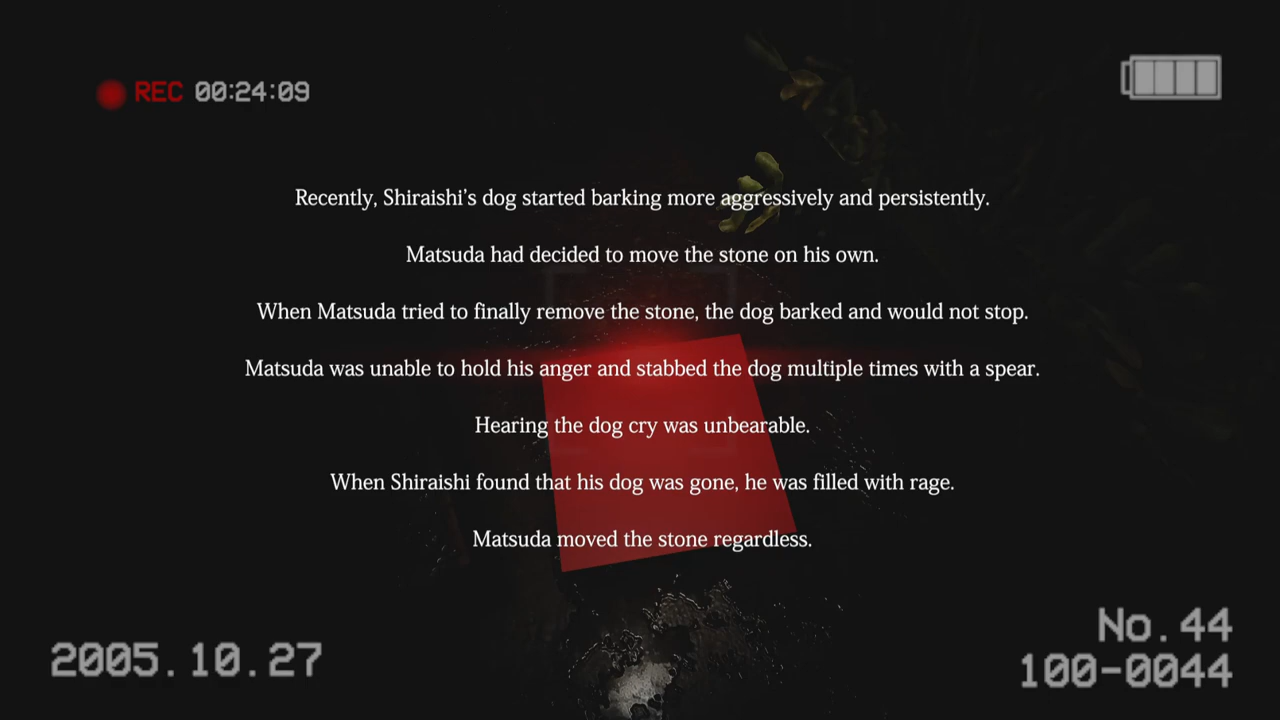 REC 00:24:09
Recently, Shiraishi’s dog started barking more aggressively and persistently.
Matsuda had decided to move the stone on his own.
When Matsuda tried to finally remove the stone, the dog barked and would not stop.
Matsuda was unable to hold his anger and stabbed the dog multiple times with a spear.
Hearing the dog cry was unbearable.
When Shiraishi found that his dog was gone, he was filled with rage.
Matsuda moved the stone regardless.
2005.10.27
No.44
100-0044